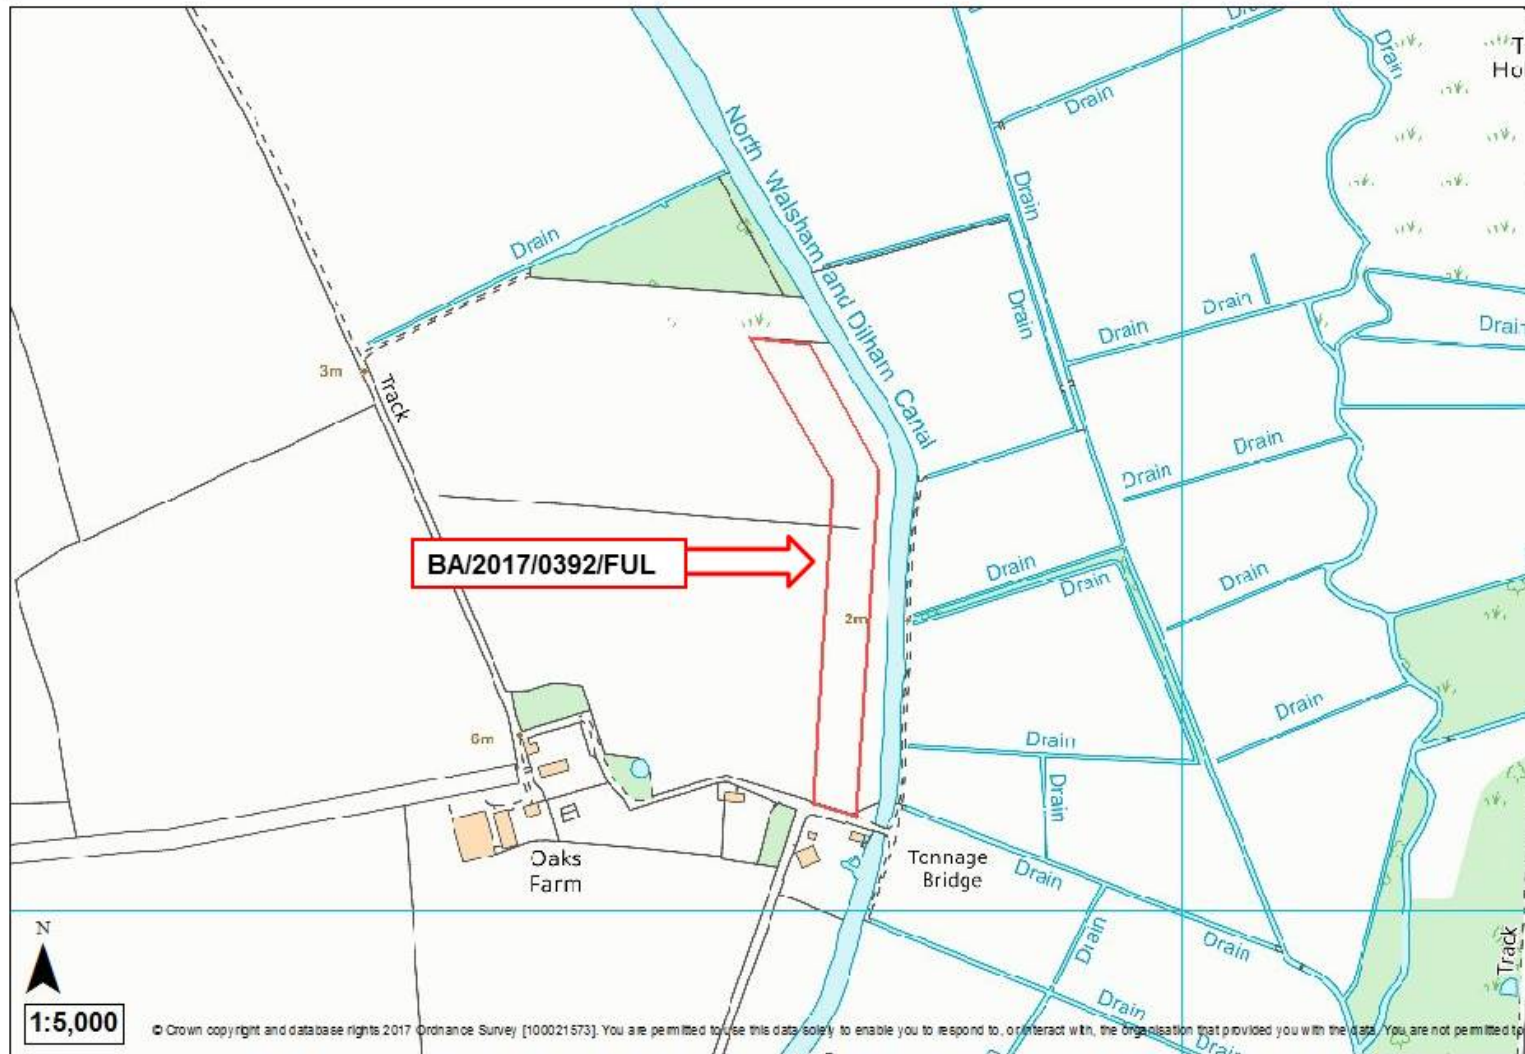 Drain
Drain
T
Ho
Drain
North Walsham and Dilham Canal
Drain
Drain
Drain
Drain
Drain
Drain
3m
Track
Drain
Drain
BA/2017/0392/FUL
Drain
Drain
Drain
2m
Drain
6m
Drain
Drain
Oaks
Farm
Tonnage
Bridge
Drain
Drain
Drain
Track
Drain
N
1:5,000
© Crown copyright and database rights 2017 Ordnance Survey [100021573]. You are permitted to use this data solely to enable you to respond to, or interact with, the organisation that provided you with the data. You are not permitted to